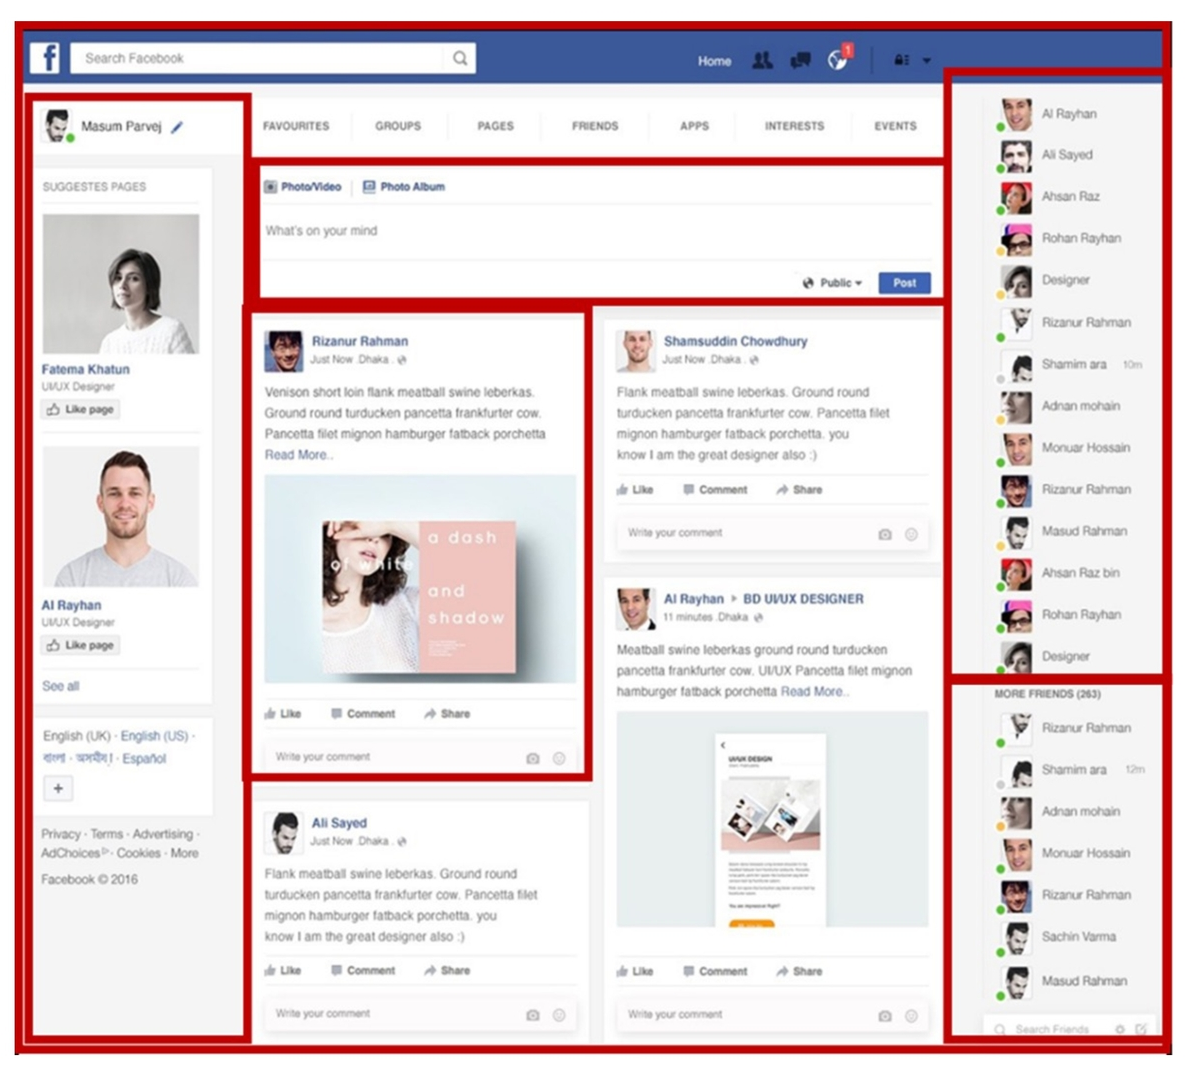 f
Search Facebook
Home
1
Masum Parvej
FAVOURITES
GROUPS
PAGES
FRIENDS
APPS
INTERESTS
EVENTS
SUGGESTES PAGES
Fatema Khatun
UI/UX Designer
Like page
Al Rayhan
UI/UX Designer
Like page
See all
English (UK) · English (US) ·
বাংলা · অসমীয়া · Español
+
Privacy · Terms · Advertising ·
AdChoices · Cookies · More
Facebook © 2016
Photo/Video
Photo Album
What's on your mind
Public
Post
Rizanur Rahman
Just Now .Dhaka .
Venison short loin flank meatball swine leberkas.
Ground round turducken pancetta frankfurter cow.
Pancetta filet mignon hamburger fatback porchetta
Read More..
a dash
of white
and
shadow
Like
Comment
Share
Write your comment
Ali Sayed
Just Now .Dhaka .
Flank meatball swine leberkas. Ground round
turducken pancetta frankfurter cow. Pancetta filet
mignon hamburger fatback porchetta. you
know I am the great designer also :)
Like
Comment
Share
Write your comment
Shamsuddin Chowdhury
Just Now .Dhaka .
Flank meatball swine leberkas. Ground round
turducken pancetta frankfurter cow. Pancetta filet
mignon hamburger fatback porchetta. you
know I am the great designer also :)
Like
Comment
Share
Write your comment
Al Rayhan ▸ BD UI/UX DESIGNER
11 minutes .Dhaka
Meatball swine leberkas ground round turducken
pancetta frankfurter cow. UI/UX Pancetta filet mignon
hamburger fatback porchetta Read More..
UI/UX DESIGN
You are impressive Right?
Like
Comment
Share
Write your comment
Al Rayhan
Ali Sayed
Ahsan Raz
Rohan Rayhan
Designer
Rizanur Rahman
Shamim ara 10m
Adnan mohain
Monuar Hossain
Rizanur Rahman
Masud Rahman
Ahsan Raz bin
Rohan Rayhan
Designer
MORE FRIENDS (263)
Rizanur Rahman
Shamim ara 12m
Adnan mohain
Monuar Hossain
Rizanur Rahman
Sachin Varma
Masud Rahman
Search Friends